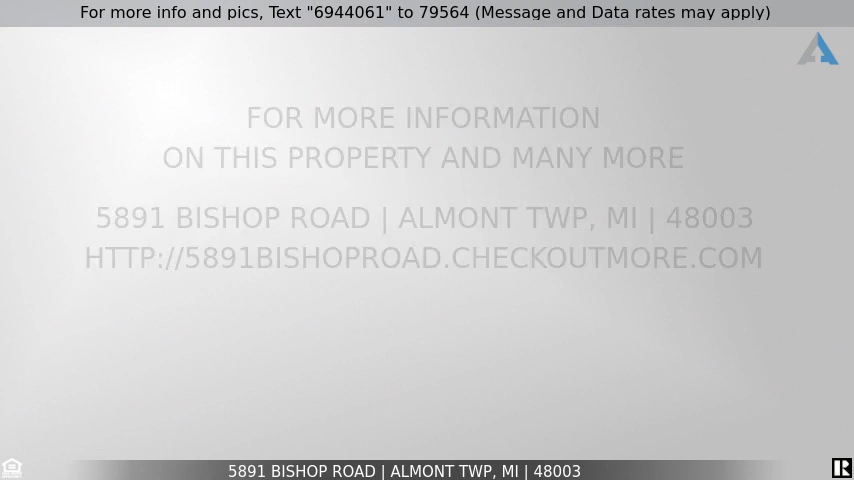 For more info and pics, Text "6944061" to 79564 (Message and Data rates may apply)
FOR MORE INFORMATION
ON THIS PROPERTY AND MANY MORE
5891 BISHOP ROAD | ALMONT TWP, MI | 48003
HTTP://5891BISHOPROAD.CHECKOUTMORE.COM
5891 BISHOP ROAD | ALMONT TWP, MI | 48003